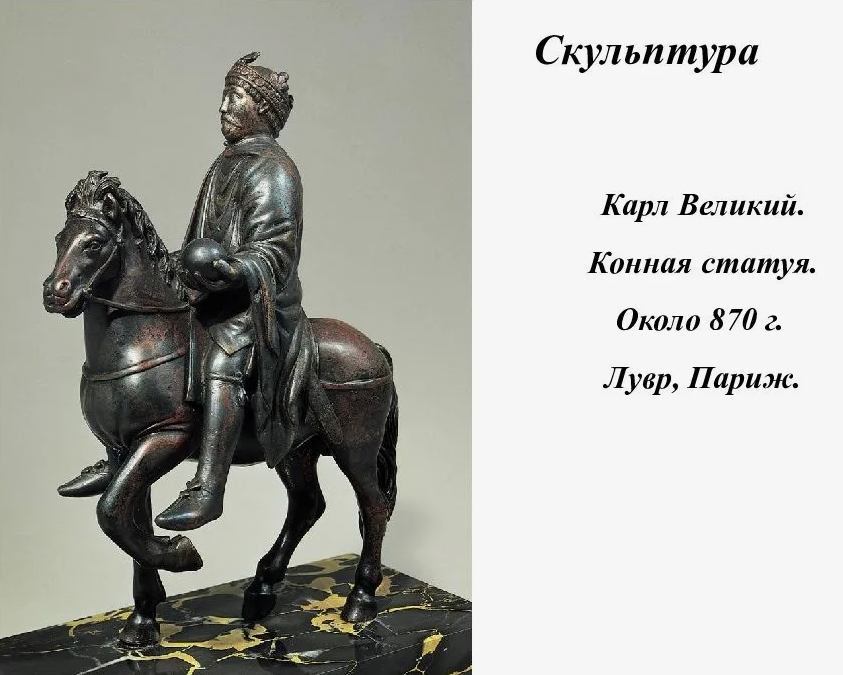 Скульптура
Карл Великий.
Конная статуя.
Около 870 г.
Лувр, Париж.